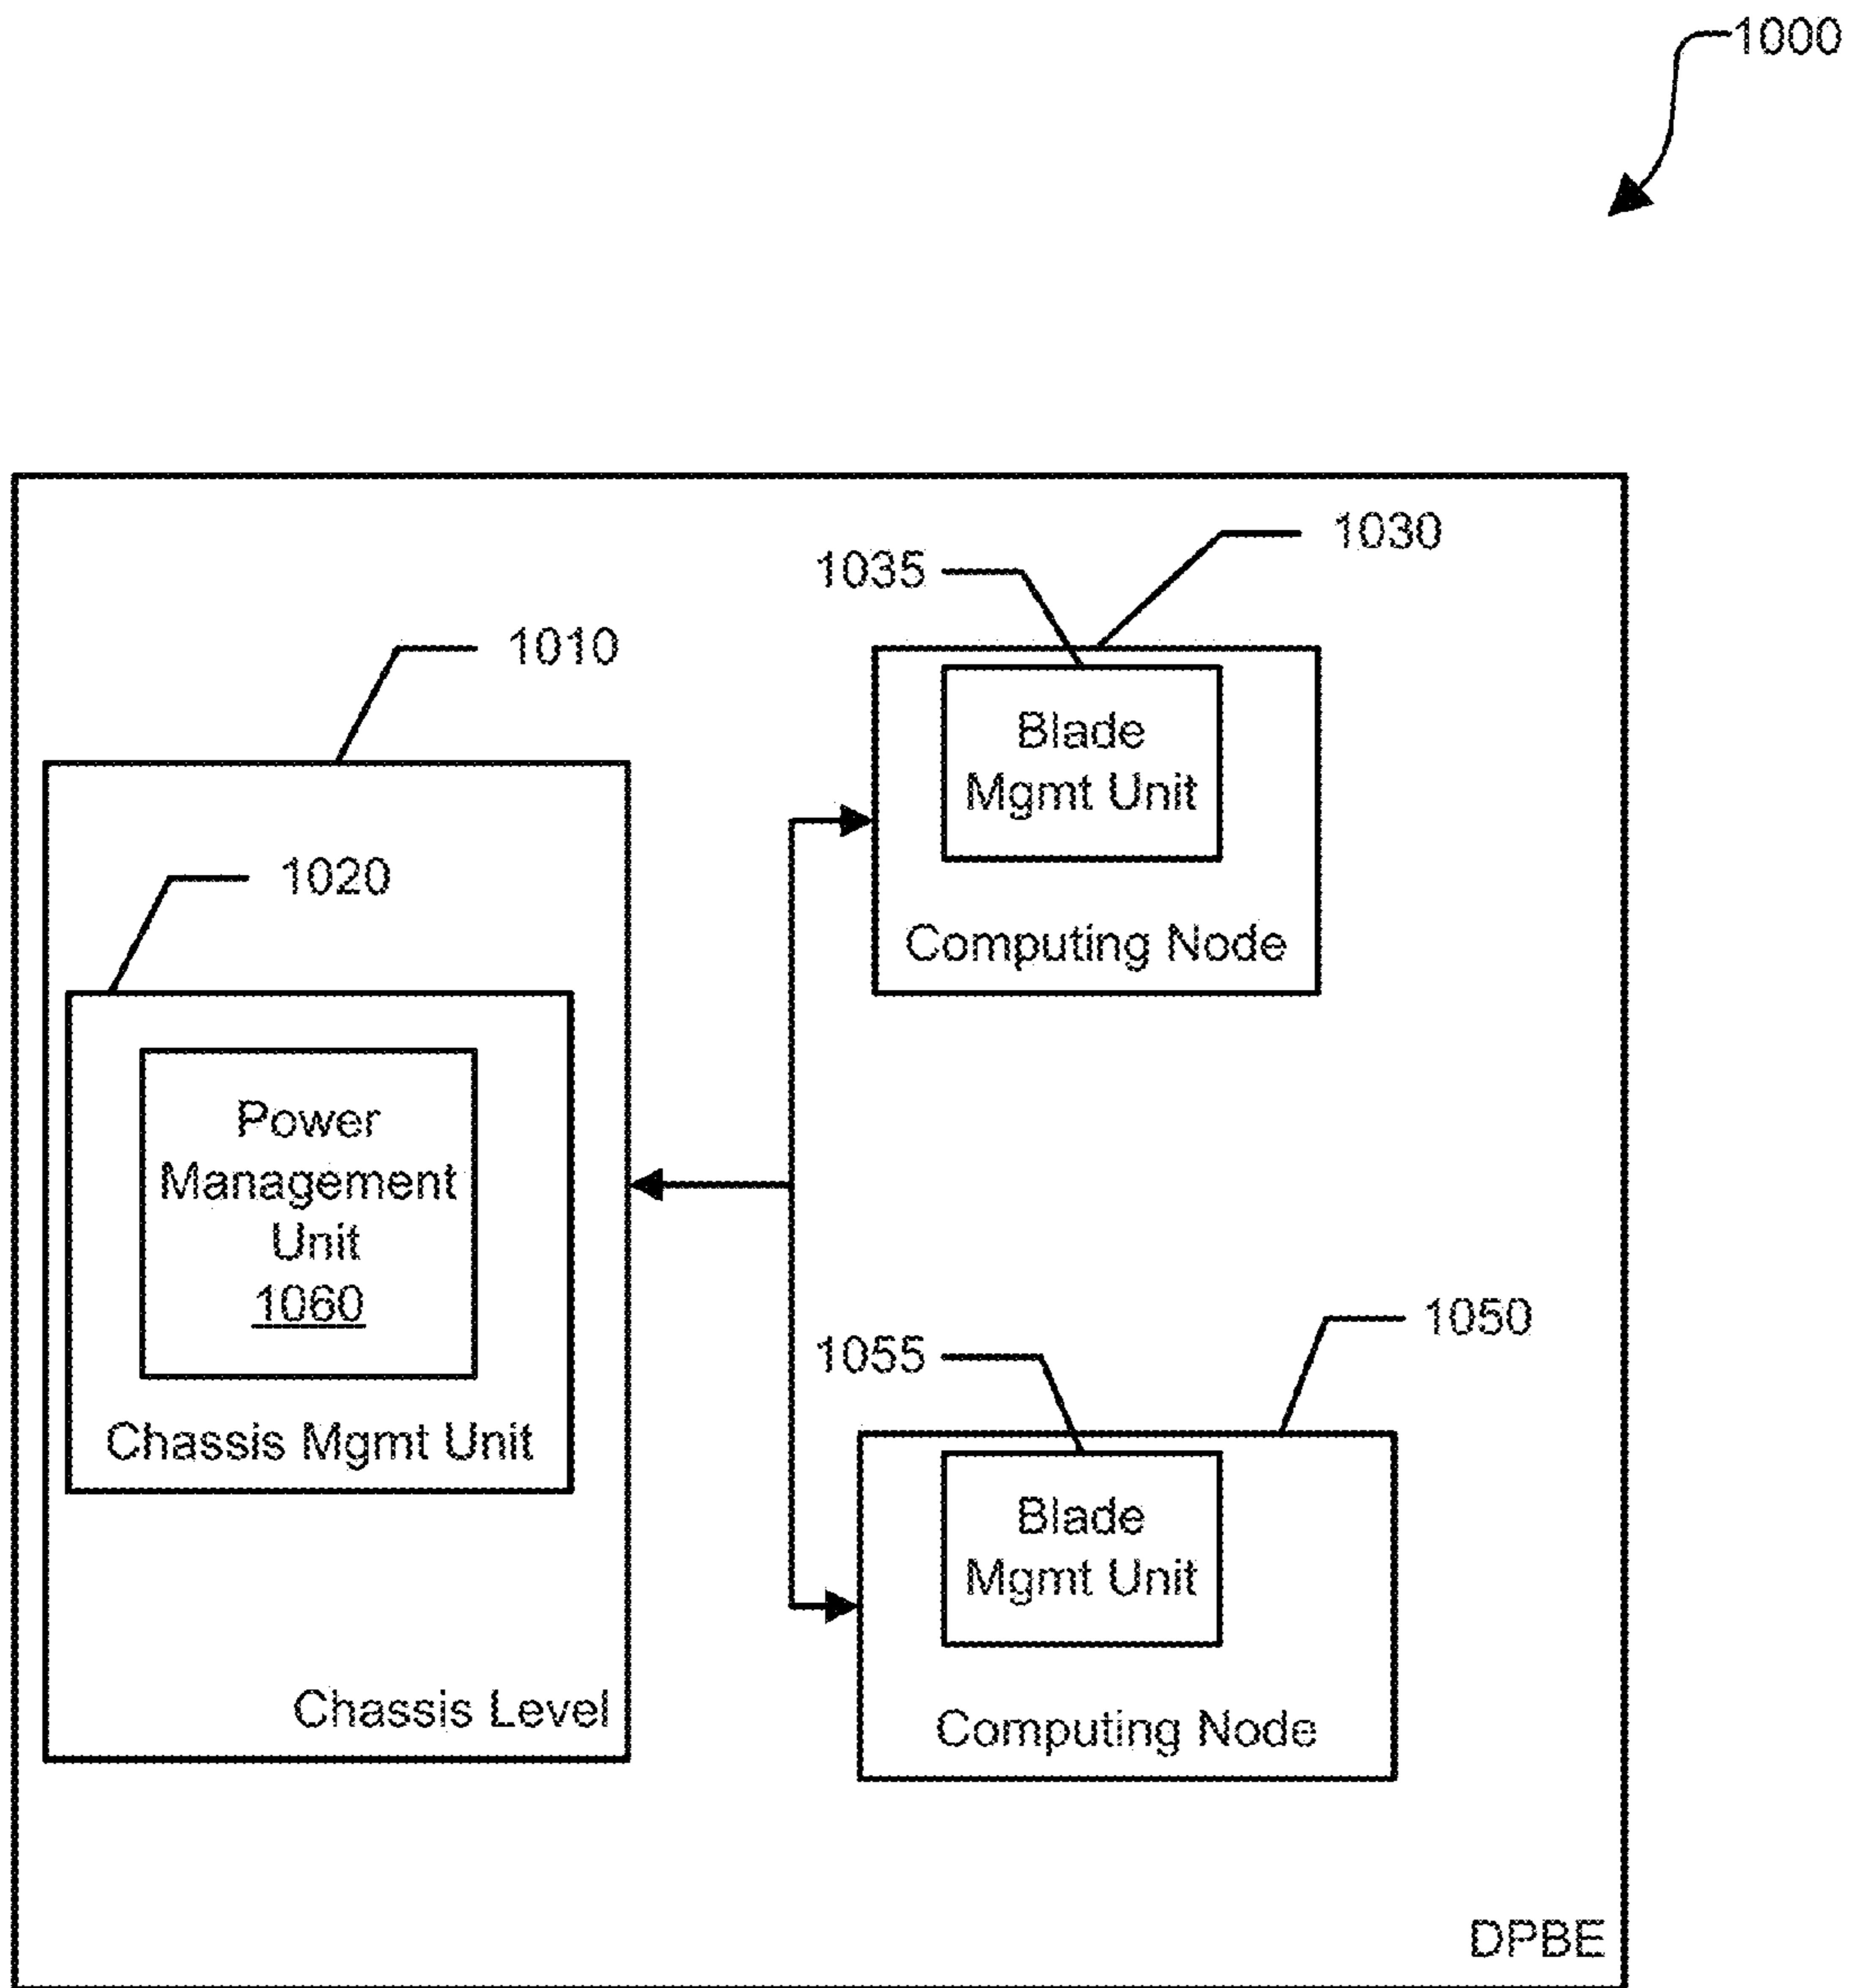 1000
1030
1035
1010
Blade
Mgmt Unit
1020
Computing Node
Power
Management
Unit
1060
Chassis Mgmt Unit
1050
1055
Blade
Mgmt Unit
Chassis Level
Computing Node
DPBE